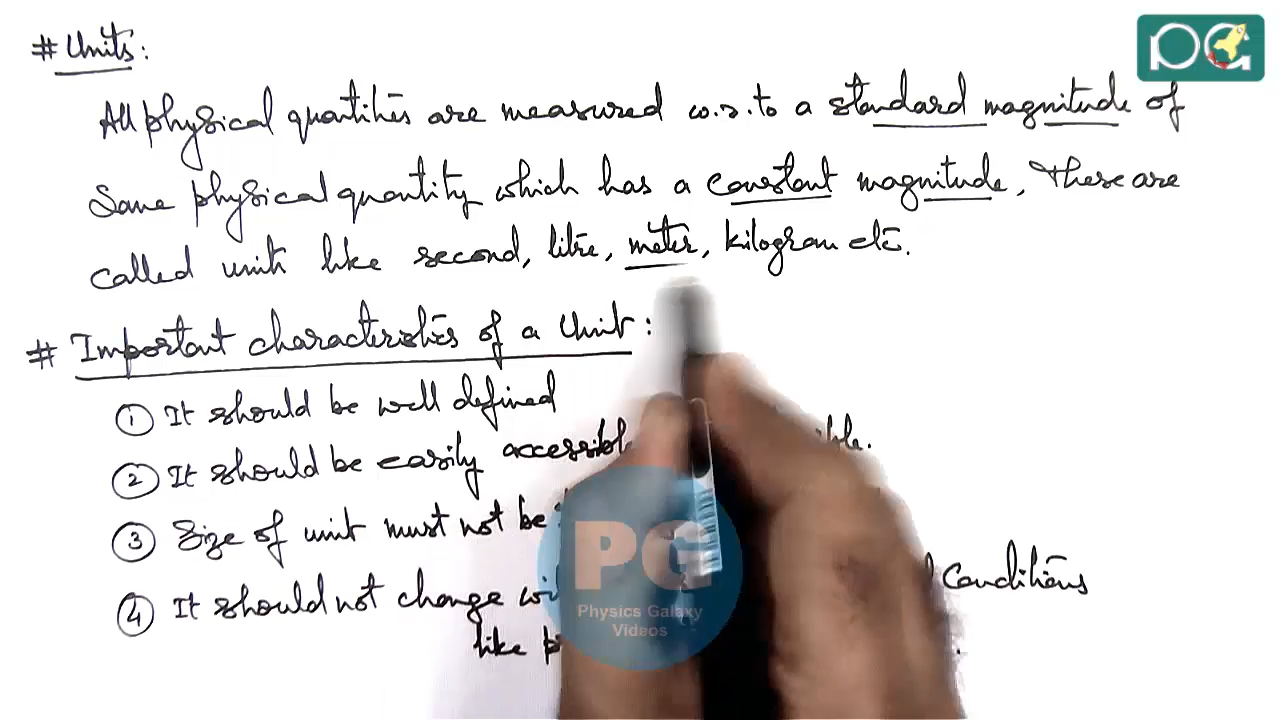 PG
# Units:
All physical quantities are measured w.r.to a standard magnitude of
Same physical quantity which has a constant magnitude, These are
called units like second, litre, meter, kilogram etc.
# Important characteristics of a Unit:
① It should be well defined
② It should be easily accessible
③ Size of unit must not be
④ It should not change conditions
like
PG
Physics Galaxy
Videos